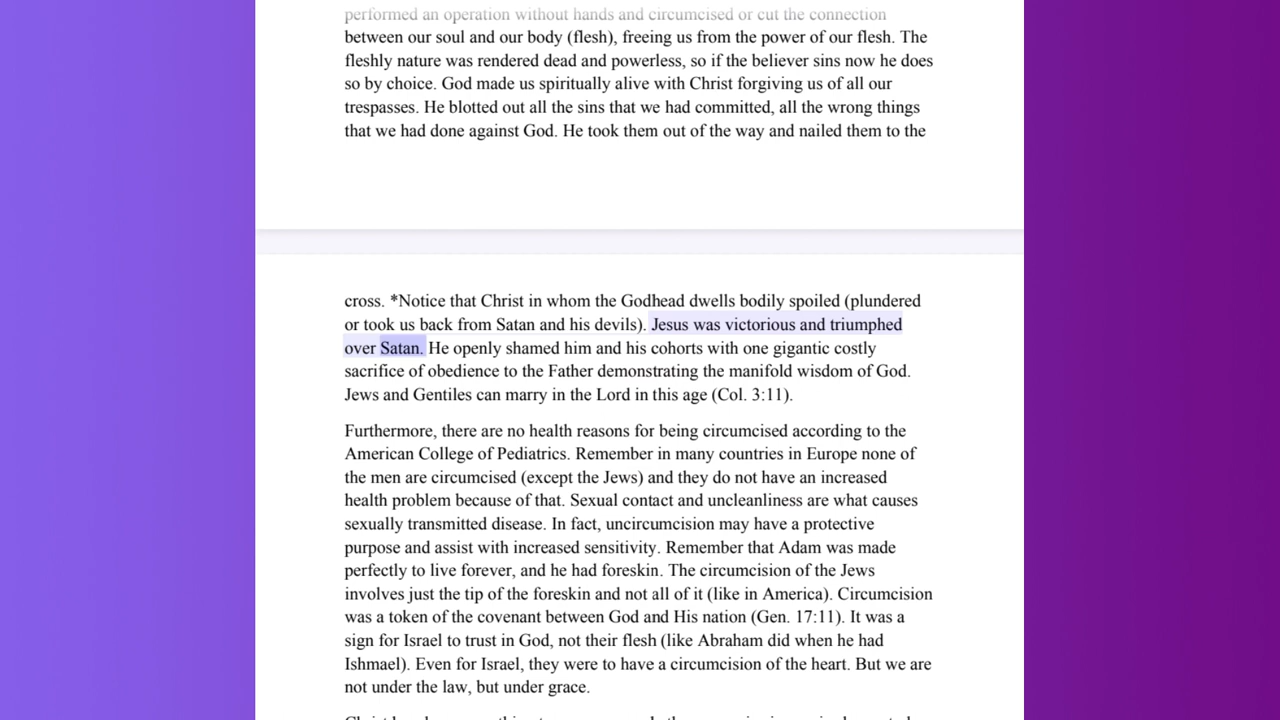 performed an operation without hands and circumcised or cut the connection
between our soul and our body (flesh), freeing us from the power of our flesh. The
fleshly nature was rendered dead and powerless, so if the believer sins now he does
so by choice. God made us spiritually alive with Christ forgiving us of all our
trespasses. He blotted out all the sins that we had committed, all the wrong things
that we had done against God. He took them out of the way and nailed them to the
cross. *Notice that Christ in whom the Godhead dwells bodily spoiled (plundered
or took us back from Satan and his devils). Jesus was victorious and triumphed
over Satan. He openly shamed him and his cohorts with one gigantic costly
sacrifice of obedience to the Father demonstrating the manifold wisdom of God.
Jews and Gentiles can marry in the Lord in this age (Col. 3:11).
Furthermore, there are no health reasons for being circumcised according to the
American College of Pediatrics. Remember in many countries in Europe none of
the men are circumcised (except the Jews) and they do not have an increased
health problem because of that. Sexual contact and uncleanliness are what causes
sexually transmitted disease. In fact, uncircumcision may have a protective
purpose and assist with increased sensitivity. Remember that Adam was made
perfectly to live forever, and he had foreskin. The circumcision of the Jews
involves just the tip of the foreskin and not all of it (like in America). Circumcision
was a token of the covenant between God and His nation (Gen. 17:11). It was a
sign for Israel to trust in God, not their flesh (like Abraham did when he had
Ishmael). Even for Israel, they were to have a circumcision of the heart. But we are
not under the law, but under grace.